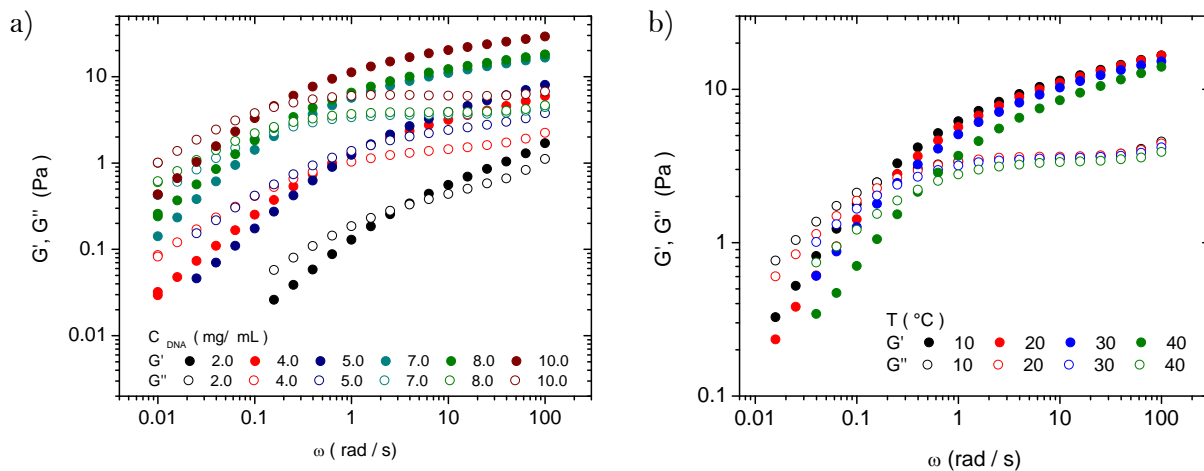 a)
G', G'' (Pa)
10
1
0.1
0.01
C DNA ( mg/ mL)
G' 2.0 4.0 5.0 7.0 8.0 10.0
G'' 2.0 4.0 5.0 7.0 8.0 10.0
0.01 0.1 1 10 100
ω ( rad / s)
b)
G', G'' (Pa)
10
1
0.1
T ( °C)
G' 10 20 30 40
G'' 10 20 30 40
0.01 0.1 1 10 100
ω (rad / s)